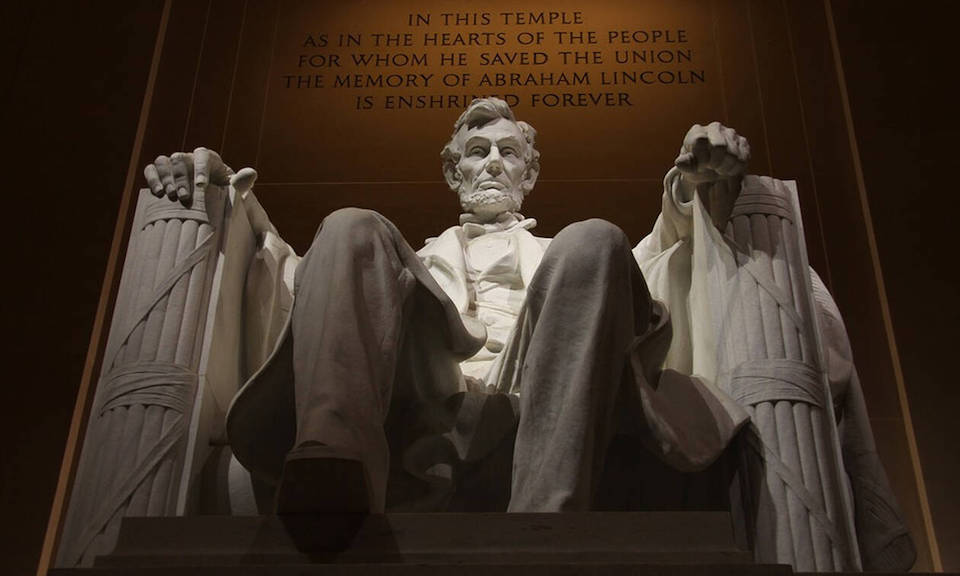 IN THIS TEMPLE
AS IN THE HEARTS OF THE PEOPLE
FOR WHOM HE SAVED THE UNION
THE MEMORY OF ABRAHAM LINCOLN
IS ENSHRINED FOREVER